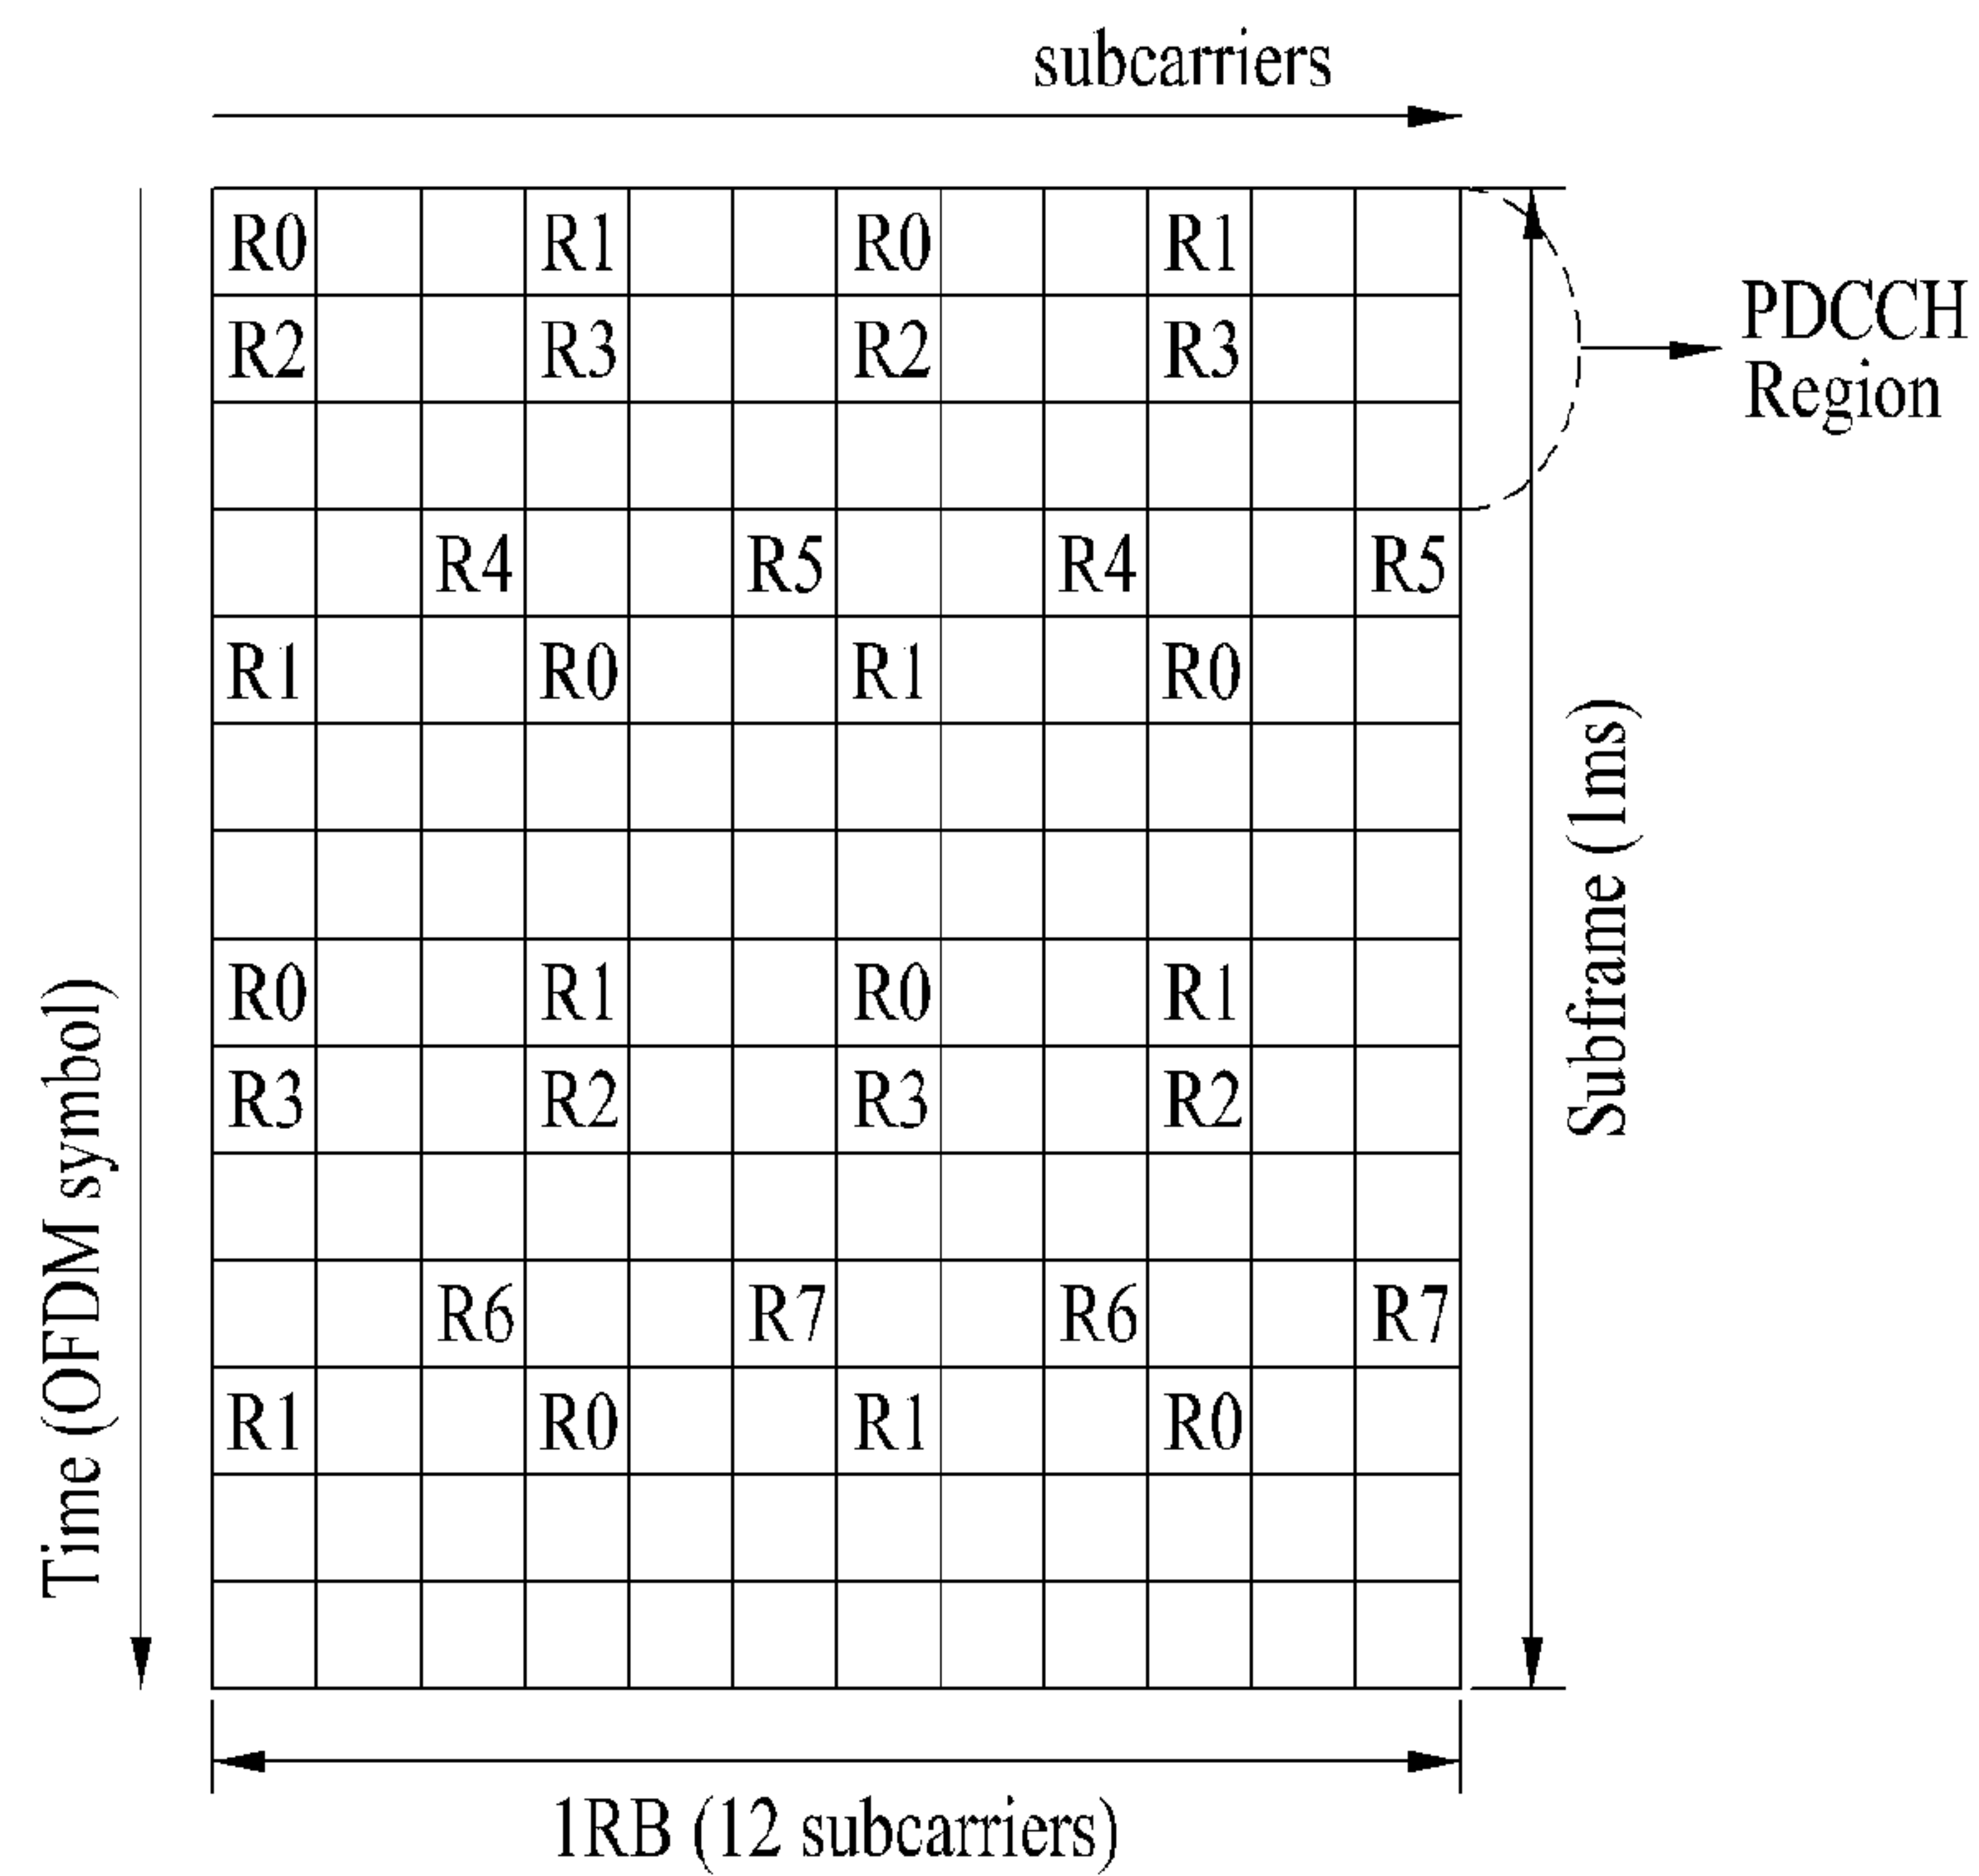 subcarriers
R0 R1 R0 R1
R2 R3 R2 R3
PDCCH
Region
R4 R5 R4 R5
R1 R0 R1 R0
R0 R1 R0 R1
R3 R2 R3 R2
R6 R7 R6 R7
R1 R0 R1 R0
Time (OFDM symbol)
Subframe (1ms)
1RB (12 subcarriers)